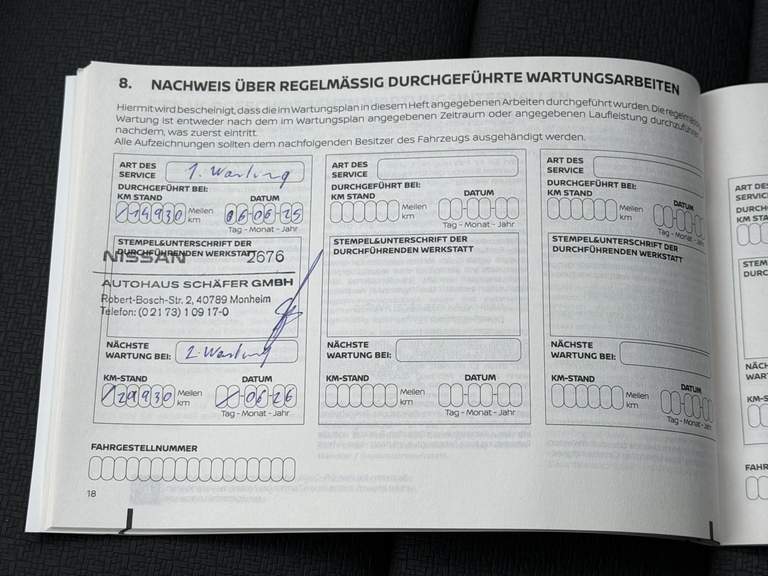 8. NACHWEIS ÜBER REGELMÄSSIG DURCHGEFÜHRTE WARTUNGSARBEITEN
Hiermit wird bescheinigt, dass die im Wartungsplan in diesem Heft angegebenen Arbeiten durchgeführt wurden. Die regelmäßige
Wartung ist entweder nach dem im Wartungsplan angegebenen Zeitraum oder angegebenen Laufleistung durchzuführen, je
nachdem, was zuerst eintritt.
Alle Aufzeichnungen sollten dem nachfolgenden Besitzer des Fahrzeugs ausgehändigt werden.
ART DES
SERVICE
1. Wartung
DURCHGEFÜHRT BEI:
KM STAND
DATUM
14930
Meilen
km
06-06-25
Tag - Monat - Jahr
STEMPEL&UNTERSCHRIFT DER
DURCHFÜHRENDEN WERKSTATT
NISSAN 2676
AUTOHAUS SCHÄFER GMBH
Robert-Bosch-Str. 2, 40789 Monheim
Telefon: (0 21 73) 1 09 17-0
NÄCHSTE
WARTUNG BEI:
2. Wartung
KM-STAND
DATUM
29930
Meilen
km
06-26
Tag - Monat - Jahr
ART DES
SERVICE
DURCHGEFÜHRT BEI:
KM STAND
DATUM
Meilen
km
Tag - Monat - Jahr
STEMPEL&UNTERSCHRIFT DER
DURCHFÜHRENDEN WERKSTATT
NÄCHSTE
WARTUNG BEI:
KM-STAND
DATUM
Meilen
km
Tag - Monat - Jahr
ART DES
SERVICE
DURCHGEFÜHRT BEI:
KM STAND
DATUM
Meilen
km
Tag - Monat - Jahr
STEMPEL&UNTERSCHRIFT DER
DURCHFÜHRENDEN WERKSTATT
NÄCHSTE
WARTUNG BEI:
KM-STAND
DATUM
Meilen
km
Tag - Monat - Jahr
FAHRGESTELLNUMMER
18